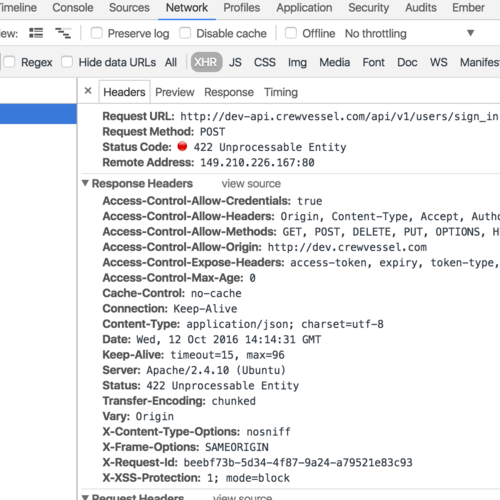 Timeline Console Sources Network Profiles Application Security Audits Ember
Preserve log Disable cache Offline No throttling
Regex Hide data URLs All XHR JS CSS Img Media Font Doc WS
Headers Preview Response Timing
Request URL: http://dev-api.crewvessel.com/api/v1/users/sign_in
Request Method: POST
Status Code: 422 Unprocessable Entity
Remote Address: 149.210.226.167:80
Response Headers view source
Access-Control-Allow-Credentials: true
Access-Control-Allow-Headers: Origin, Content-Type, Accept,
Access-Control-Allow-Methods: GET, POST, DELETE, PUT, OPTIONS,
Access-Control-Allow-Origin: http://dev.crewvessel.com
Access-Control-Expose-Headers: access-token, expiry, token-type,
Access-Control-Max-Age: 0
Cache-Control: no-cache
Connection: Keep-Alive
Content-Type: application/json; charset=utf-8
Date: Wed, 12 Oct 2016 14:14:31 GMT
Keep-Alive: timeout=15, max=96
Server: Apache/2.4.10 (Ubuntu)
Status: 422 Unprocessable Entity
Transfer-Encoding: chunked
Vary: Origin
X-Content-Type-Options: nosniff
X-Frame-Options: SAMEORIGIN
X-Request-Id: beebf73b-5d34-4f87-9a24-a79521e83c93
X-XSS-Protection: 1; mode=block
Request Headers view source